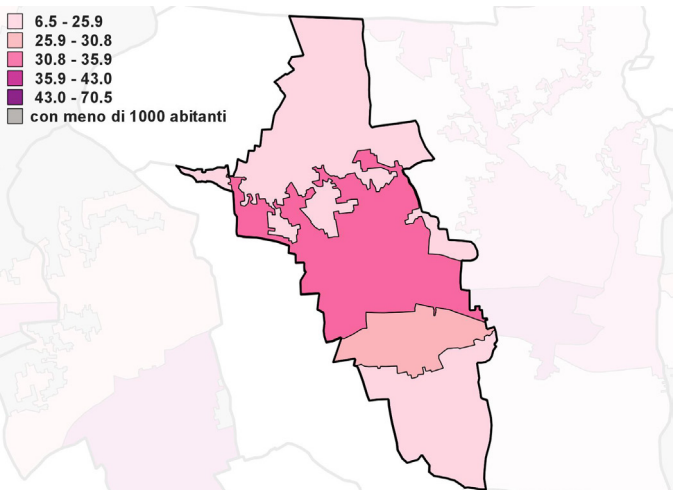 6.5 - 25.9
25.9 - 30.8
30.8 - 35.9
35.9 - 43.0
43.0 - 70.5
con meno di 1000 abitanti